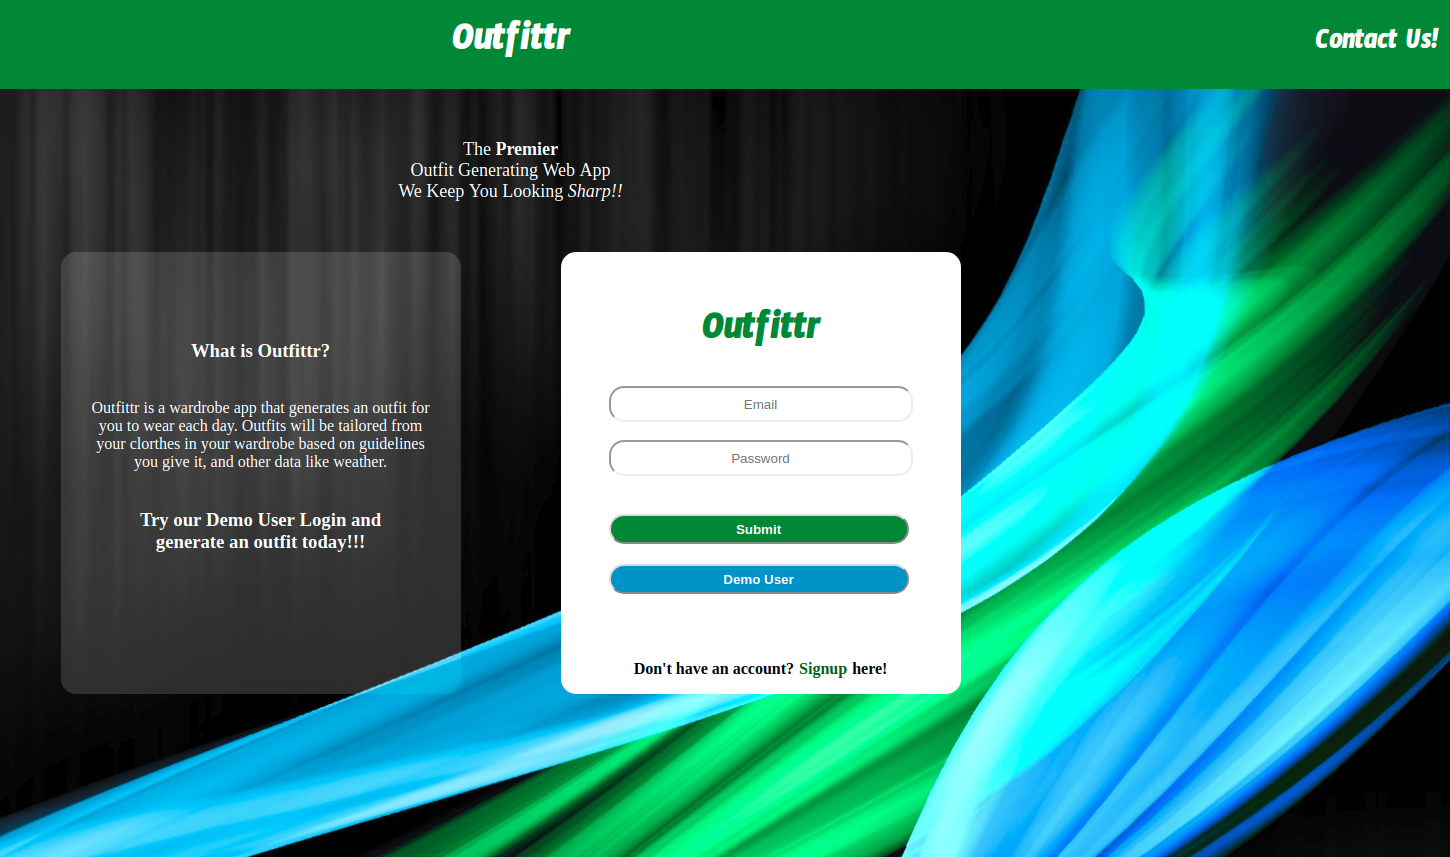 Outfittr
Contact Us!
The Premier
Outfit Generating Web App
We Keep You Looking Sharp!!
What is Outfittr?
Outfittr is a wardrobe app that generates an outfit for
you to wear each day. Outfits will be tailored from
your clorthes in your wardrobe based on guidelines
you give it, and other data like weather.
Try our Demo User Login and
generate an outfit today!!!
Outfittr
Email
Password
Submit
Demo User
Don't have an account? Signup here!